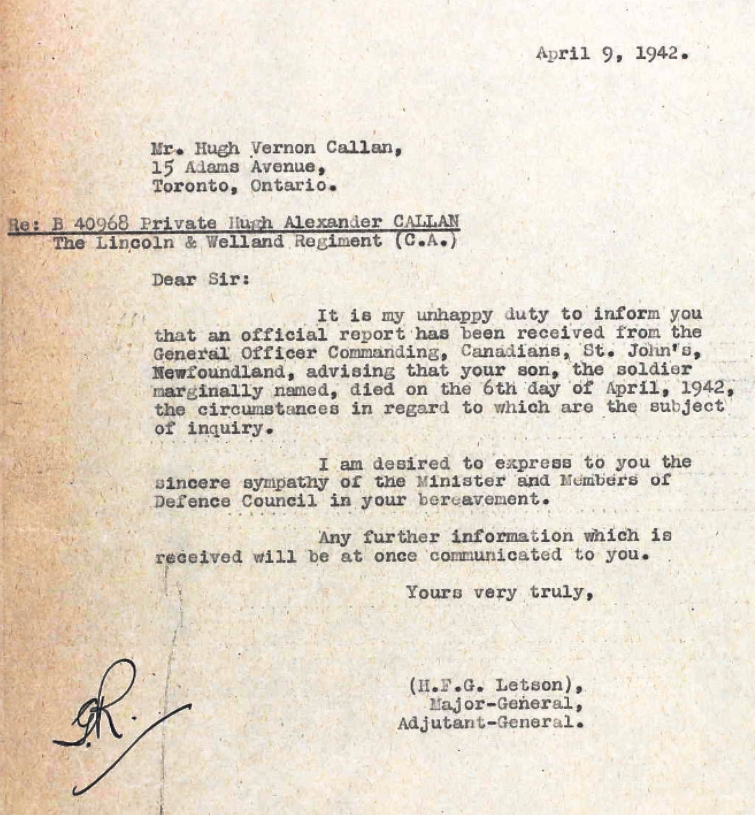 April 9, 1942.
Mr. Hugh Vernon Callan,
15 Adams Avenue,
Toronto, Ontario.
Re: B 40968 Private Hugh Alexander CALLAN
The Lincoln & Welland Regiment (C.A.)
Dear Sir:
It is my unhappy duty to inform you
that an official report has been received from the
General Officer Commanding, Canadians, St. John's,
Newfoundland, advising that your son, the soldier
marginally named, died on the 6th day of April, 1942,
the circumstances in regard to which are the subject
of inquiry.
I am desired to express to you the
sincere sympathy of the Minister and Members of
Defence Council in your bereavement.
Any further information which is
received will be at once communicated to you.
Yours very truly,
(H.F.G. Letson),
Major-General,
Adjutant-General.